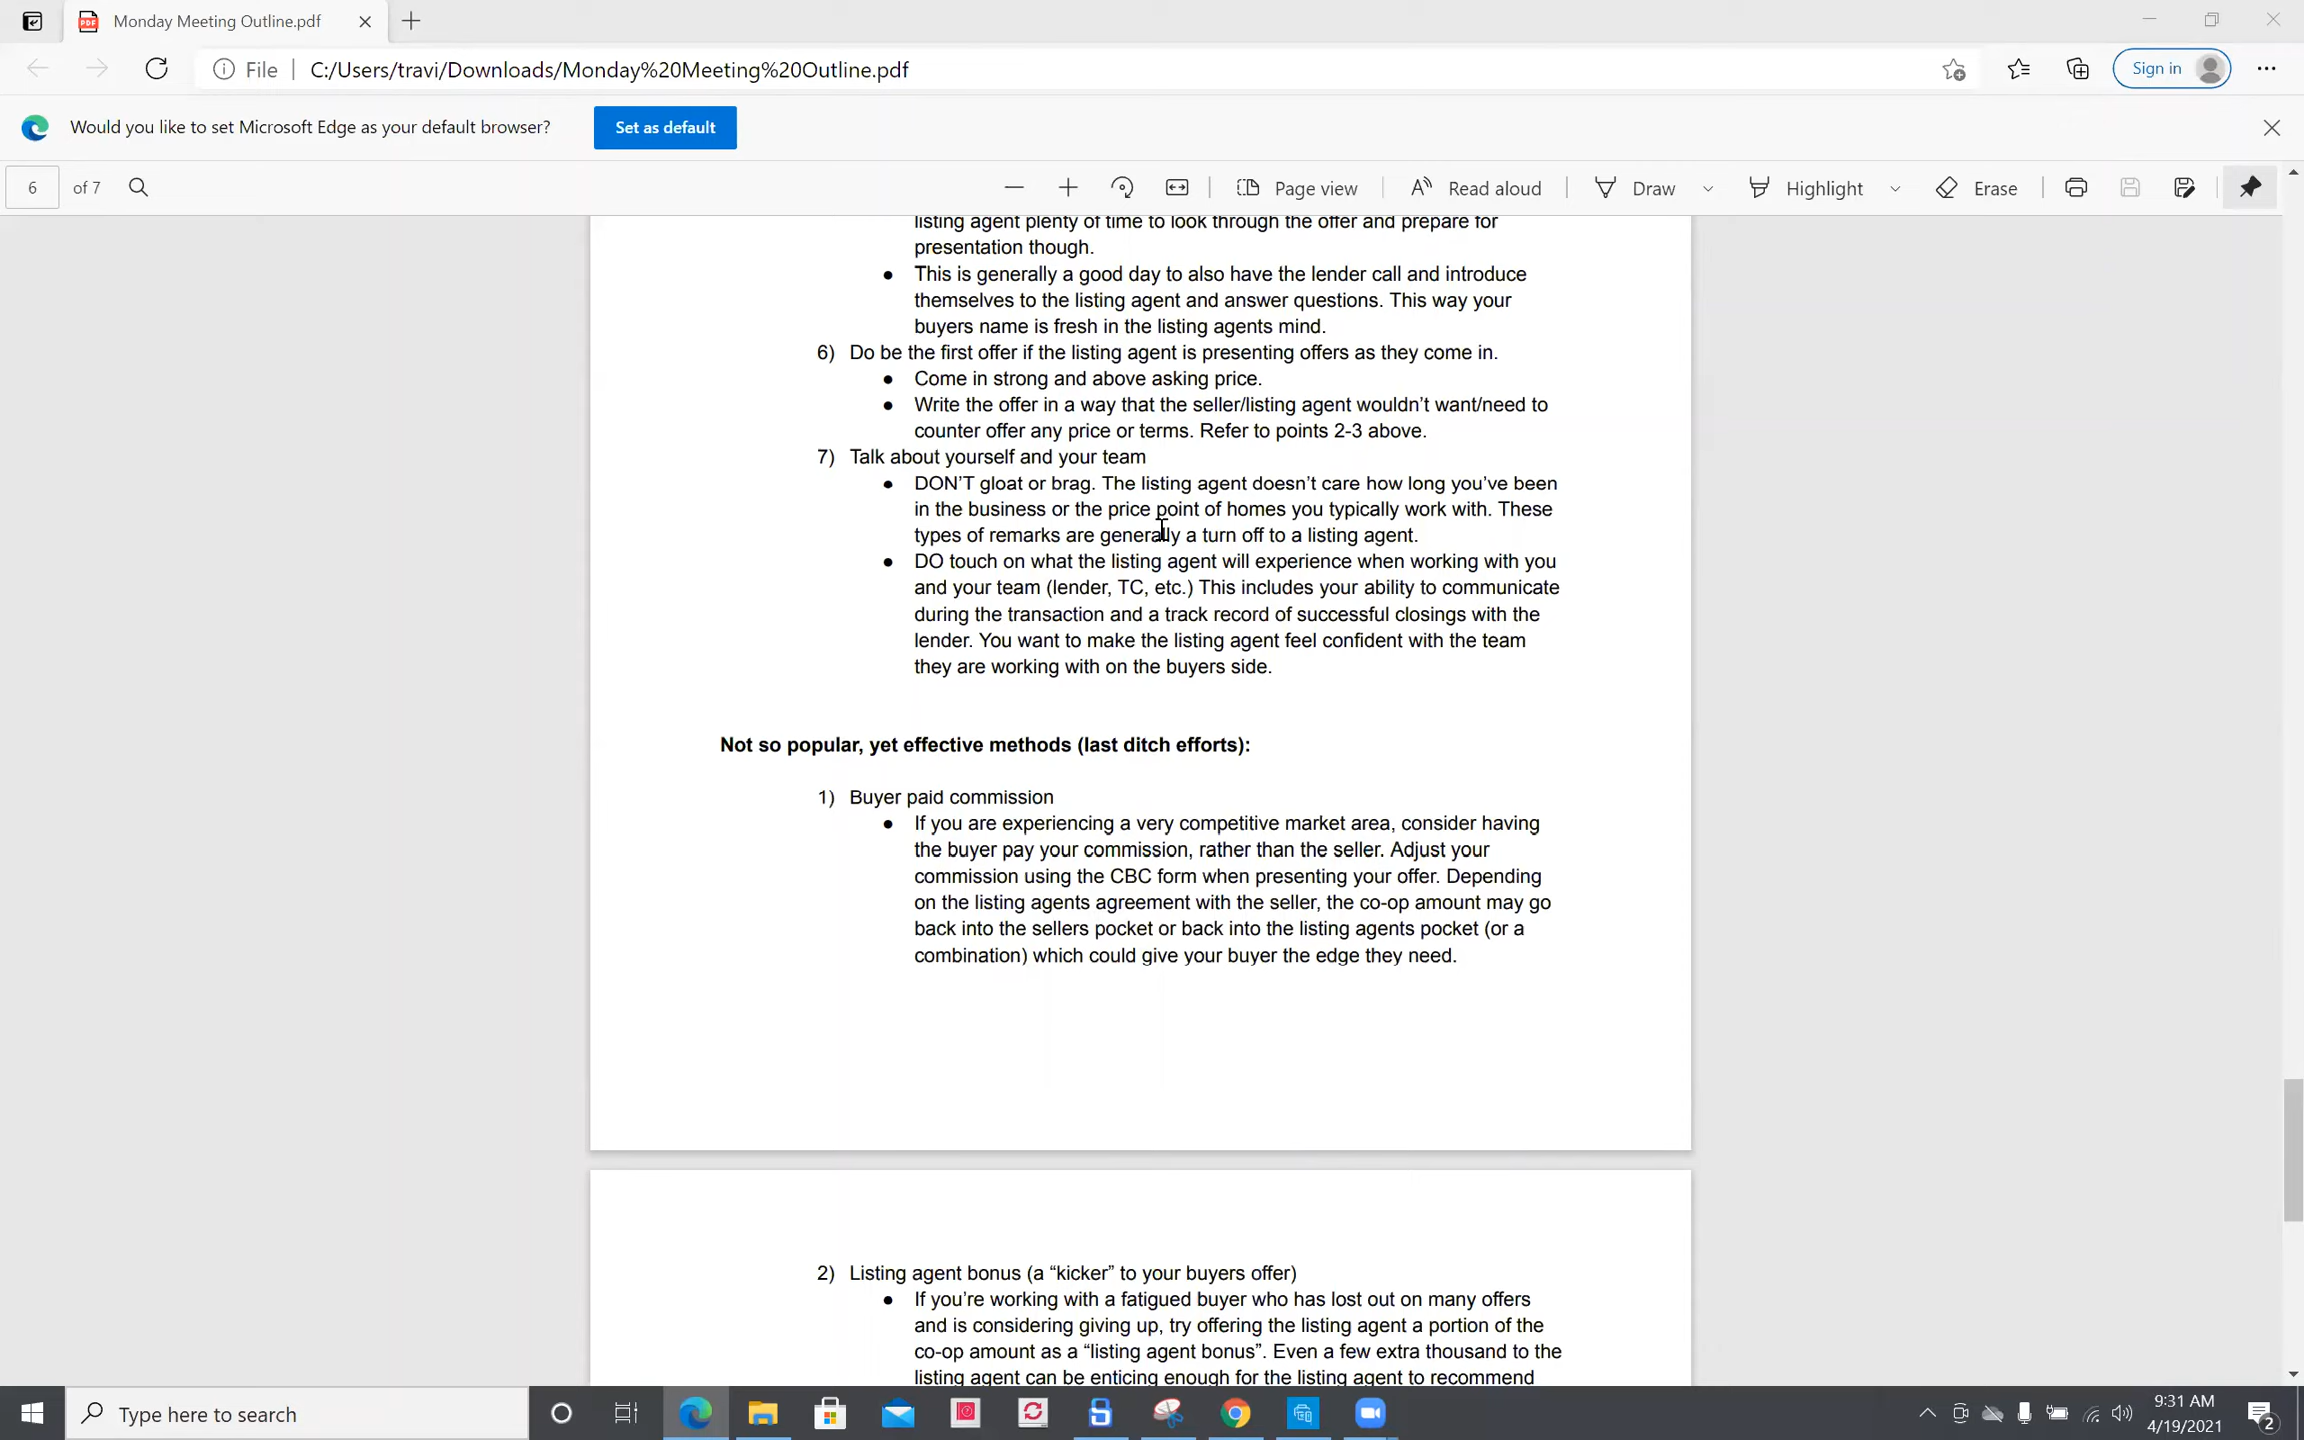 Monday Meeting Outline.pdf
File
C:/Users/travi/Downloads/Monday%20Meeting%20Outline.pdf
Sign in
Would you like to set Microsoft Edge as your default browser?
Set as default
6 of 7
Page view
Read aloud
Draw
Highlight
Erase
listing agent plenty of time to look through the offer and prepare for
presentation though.
● This is generally a good day to also have the lender call and introduce
themselves to the listing agent and answer questions. This way your
buyers name is fresh in the listing agents mind.
6) Do be the first offer if the listing agent is presenting offers as they come in.
● Come in strong and above asking price.
● Write the offer in a way that the seller/listing agent wouldn’t want/need to
counter offer any price or terms. Refer to points 2-3 above.
7) Talk about yourself and your team
● DON’T gloat or brag. The listing agent doesn’t care how long you’ve been
in the business or the price point of homes you typically work with. These
types of remarks are generally a turn off to a listing agent.
● DO touch on what the listing agent will experience when working with you
and your team (lender, TC, etc.) This includes your ability to communicate
during the transaction and a track record of successful closings with the
lender. You want to make the listing agent feel confident with the team
they are working with on the buyers side.
Not so popular, yet effective methods (last ditch efforts):
1) Buyer paid commission
● If you are experiencing a very competitive market area, consider having
the buyer pay your commission, rather than the seller. Adjust your
commission using the CBC form when presenting your offer. Depending
on the listing agents agreement with the seller, the co-op amount may go
back into the sellers pocket or back into the listing agents pocket (or a
combination) which could give your buyer the edge they need.
2) Listing agent bonus (a “kicker” to your buyers offer)
● If you’re working with a fatigued buyer who has lost out on many offers
and is considering giving up, try offering the listing agent a portion of the
co-op amount as a “listing agent bonus”. Even a few extra thousand to the
listing agent can be enticing enough for the listing agent to recommend
Type here to search
9:31 AM
4/19/2021
2